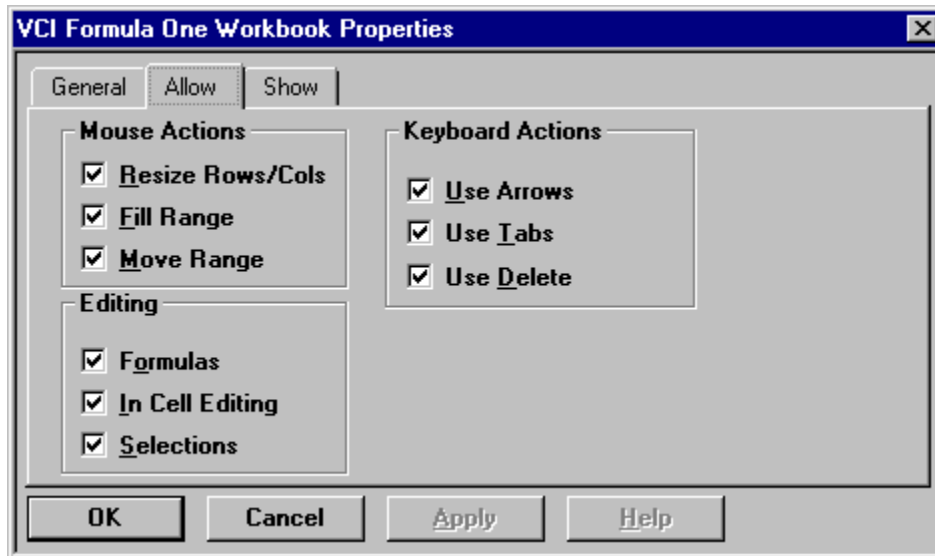 VCI Formula One Workbook Properties
General Allow Show
Mouse Actions
Resize Rows/Cols
Fill Range
Move Range
Keyboard Actions
Use Arrows
Use Tabs
Use Delete
Editing
Formulas
In Cell Editing
Selections
OK Cancel Apply Help